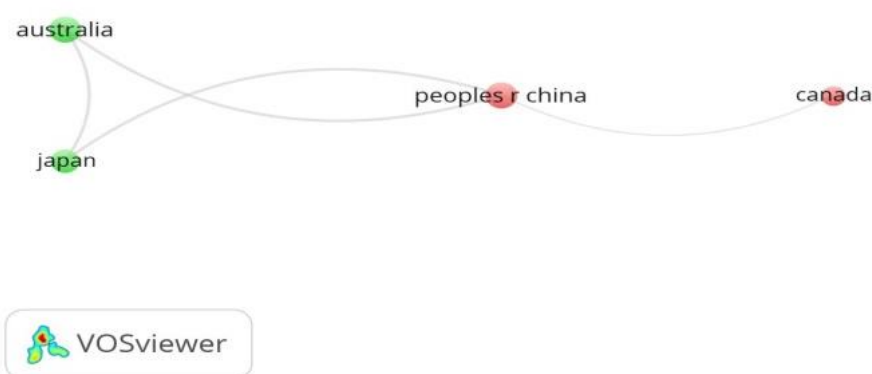 australia
peoples r china
canada
japan
VOSviewer